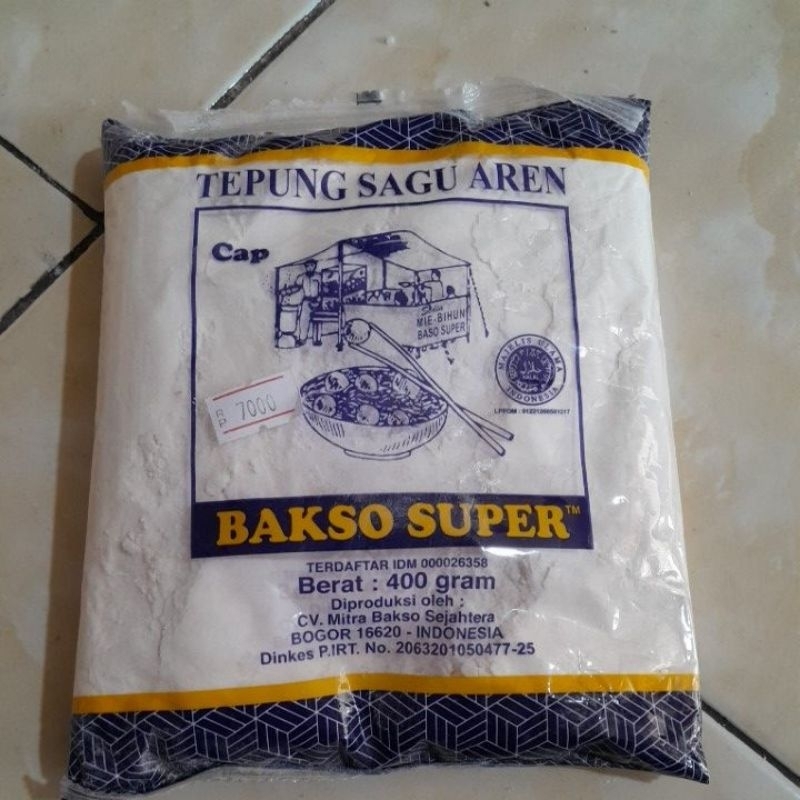 TEPUNG SAGU AREN
Cap
MIE-BIHUN
BASO SUPER
MAJELIS ULAMA
HALAL
INDONESIA
RP 7000
BAKSO SUPER™
TERDAFTAR IDM 000026358
Berat : 400 gram
Diproduksi oleh :
CV. Mitra Bakso Sejahtera
BOGOR 16620 - INDONESIA
Dinkes P.IRT. No. 2063201050477-25